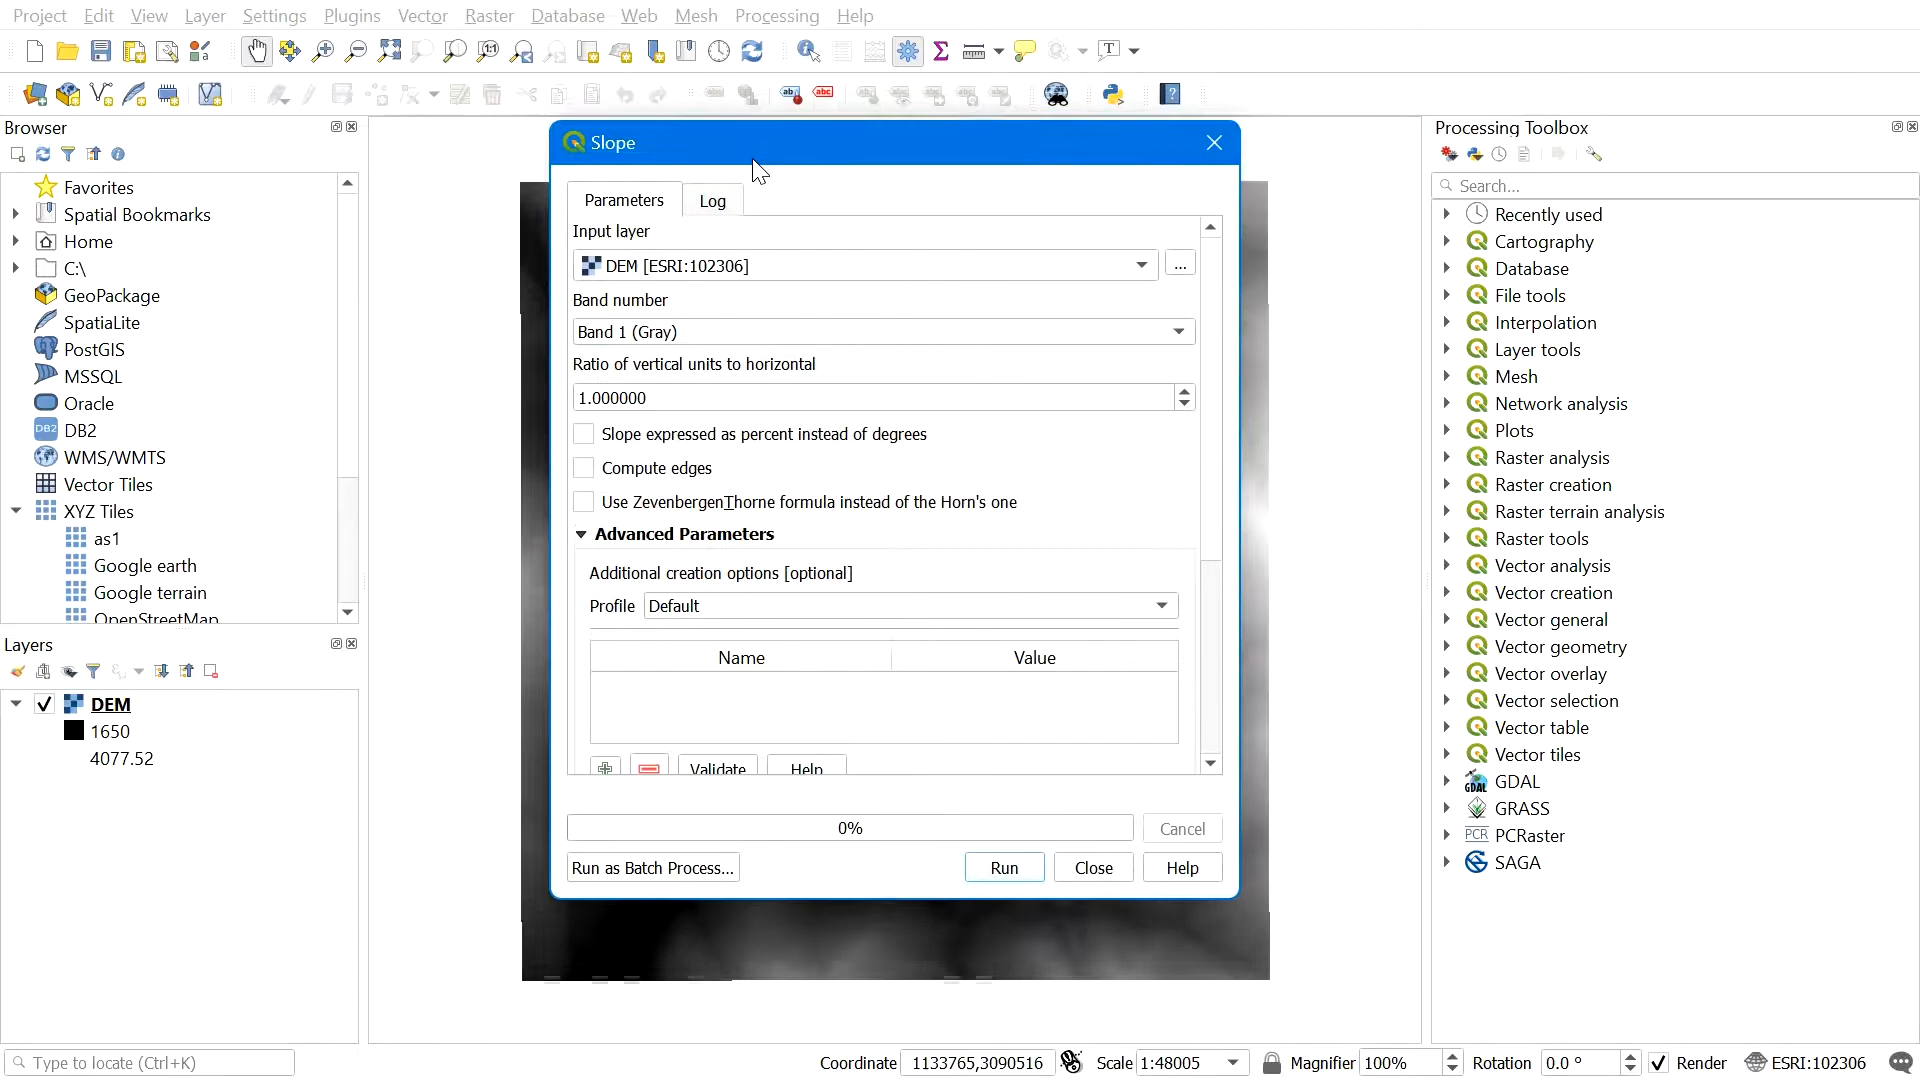 Project Edit View Layer Settings Plugins Vector Raster Database Web Mesh Processing Help
Browser
Favorites
Spatial Bookmarks
Home
C:\
GeoPackage
SpatiaLite
PostGIS
MSSQL
Oracle
DB2
WMS/WMTS
Vector Tiles
XYZ Tiles
as1
Google earth
Google terrain
OpenStreetMap
Layers
DEM
1650
4077.52
Slope
Parameters Log
Input layer
DEM [ESRI:102306] ...
Band number
Band 1 (Gray)
Ratio of vertical units to horizontal
1.000000
Slope expressed as percent instead of degrees
Compute edges
Use ZevenbergenThorne formula instead of the Horn's one
Advanced Parameters
Additional creation options [optional]
Profile Default
Name Value
Validate Help
0% Cancel
Run as Batch Process... Run Close Help
Processing Toolbox
Search...
Recently used
Cartography
Database
File tools
Interpolation
Layer tools
Mesh
Network analysis
Plots
Raster analysis
Raster creation
Raster terrain analysis
Raster tools
Vector analysis
Vector creation
Vector general
Vector geometry
Vector overlay
Vector selection
Vector table
Vector tiles
GDAL
GRASS
PCRaster
SAGA
Type to locate (Ctrl+K) Coordinate 1133765,3090516 Scale 1:48005 Magnifier 100% Rotation 0.0 ° Render ESRI:102306